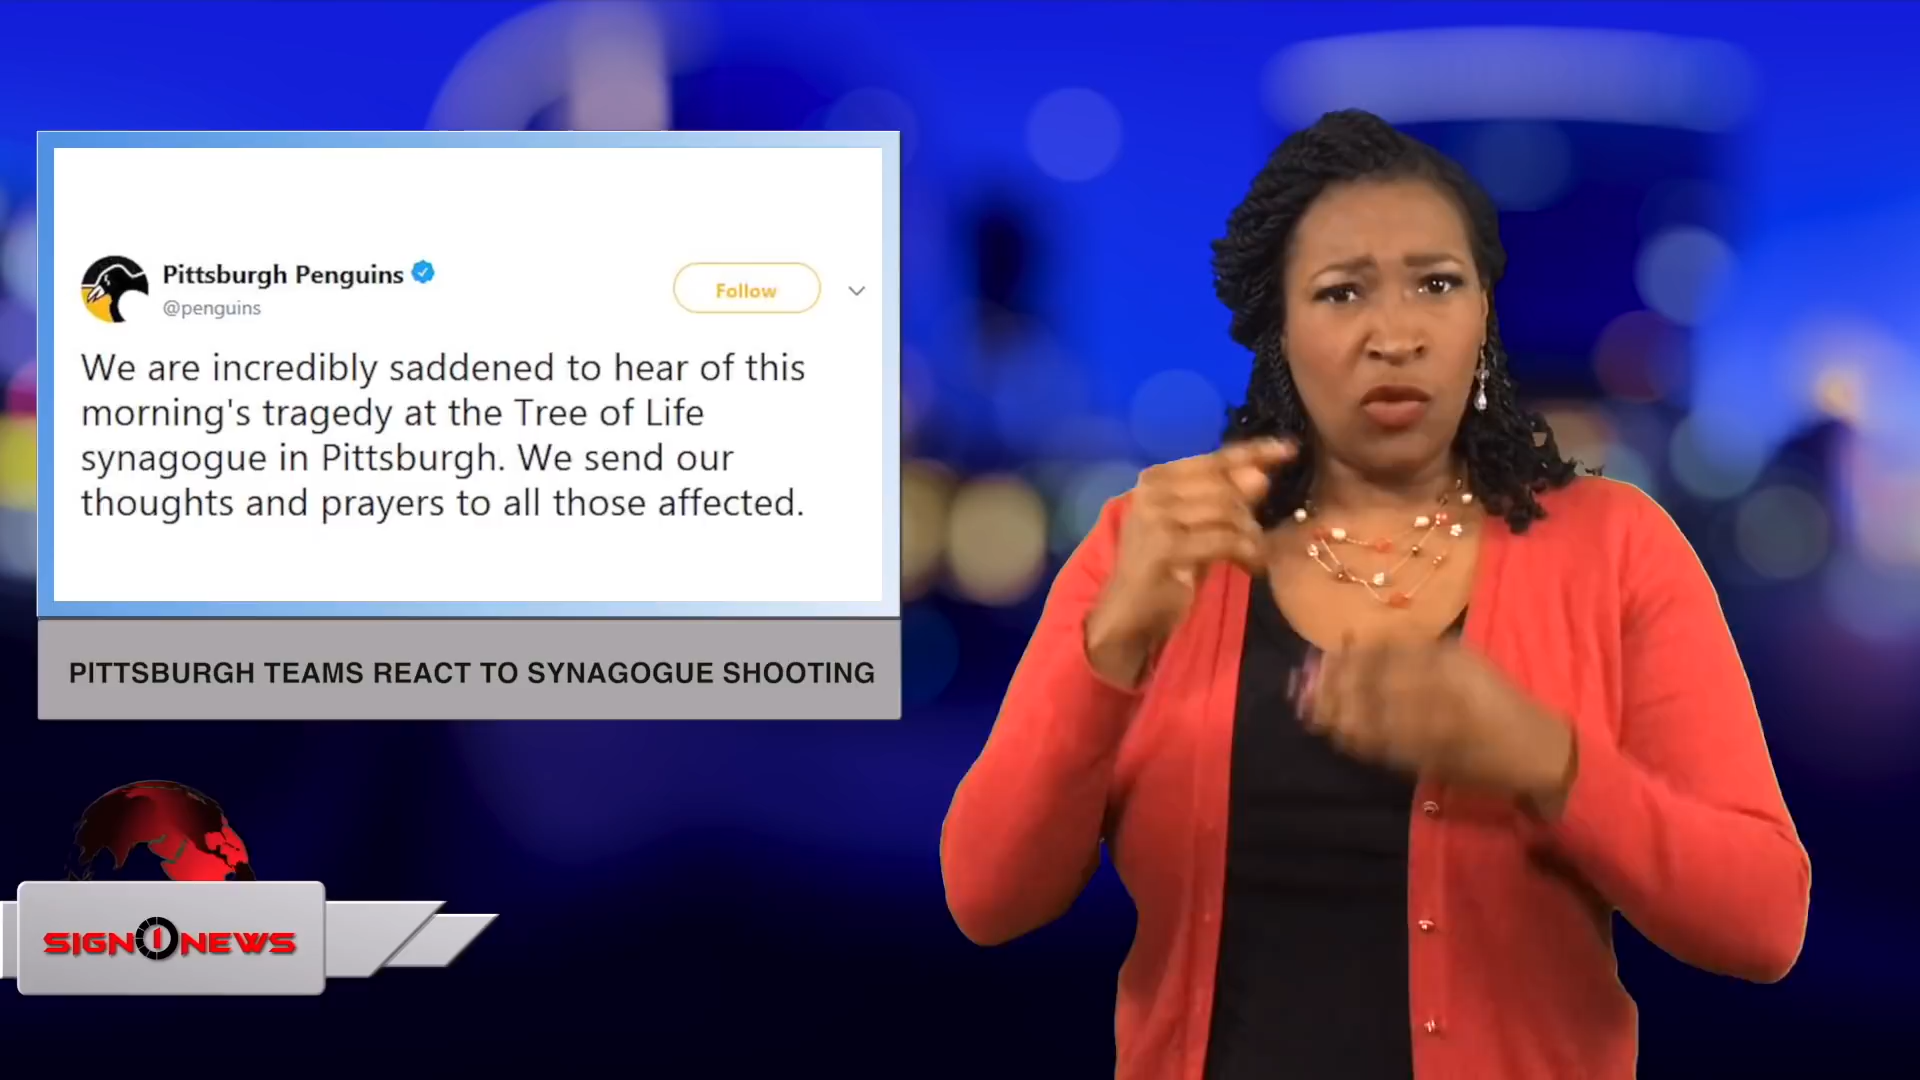 Pittsburgh Penguins
@penguins
Follow
We are incredibly saddened to hear of this
morning's tragedy at the Tree of Life
synagogue in Pittsburgh. We send our
thoughts and prayers to all those affected.
PITTSBURGH TEAMS REACT TO SYNAGOGUE SHOOTING
SIGN1NEWS